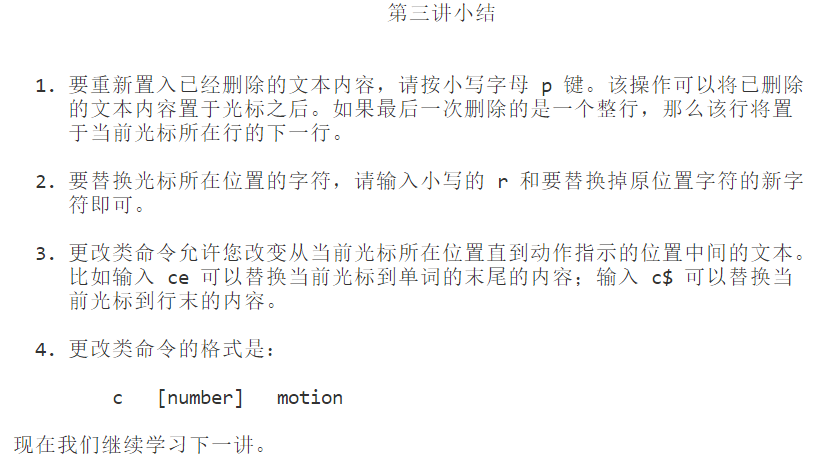 第三讲小结
1. 要重新置入已经删除的文本内容，请按小写字母 p 键。该操作可以将已删除
的文本内容置于光标之后。如果最后一次删除的是一个整行，那么该行将置
于当前光标所在行的下一行。
2. 要替换光标所在位置的字符，请输入小写的 r 和要替换掉原位置字符的新字
符即可。
3. 更改类命令允许您改变从当前光标所在位置直到动作指示的位置中间的文本。
比如输入 ce 可以替换当前光标到单词的末尾的内容；输入 c$ 可以替换当
前光标到行末的内容。
4. 更改类命令的格式是：
c [number] motion
现在我们继续学习下一讲。